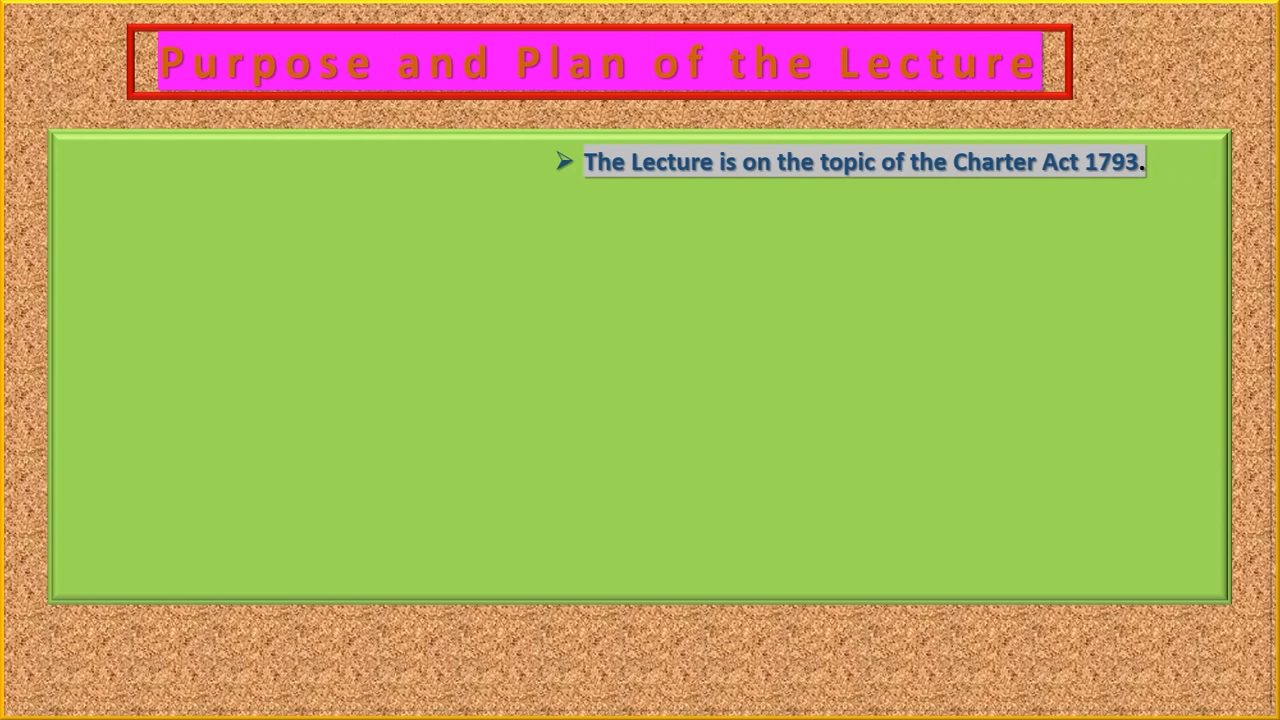 Purpose and Plan of the Lecture
➢ The Lecture is on the topic of the Charter Act 1793.